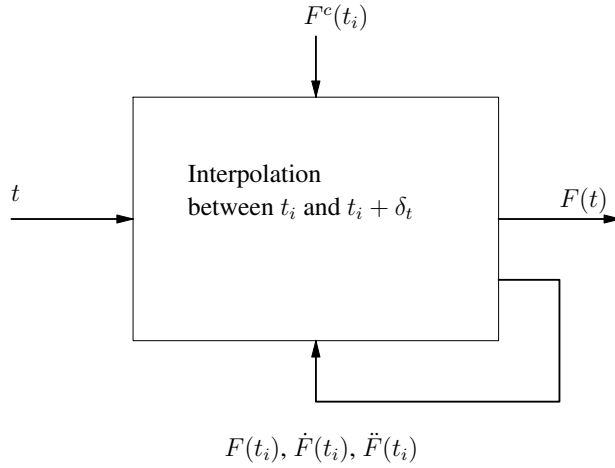 F^c(t_i)
Interpolation
between t_i and t_i + δ_t
t
F(t)
F(t_i), Ḟ(t_i), F̈(t_i)